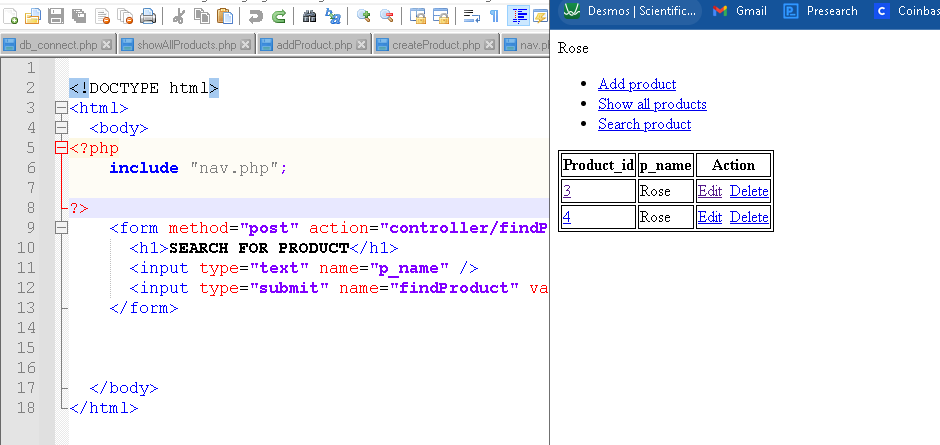 Desmos | Scientific...
Gmail
Presearch
Coinbas
db_connect.php
showAllProducts.php
addProduct.php
createProduct.php
nav.p
1
2 <!DOCTYPE html>
3 <html>
4 <body>
5 <?php
6 include "nav.php";
7
8 ?>
9 <form method="post" action="controller/findP
10 <h1>SEARCH FOR PRODUCT</h1>
11 <input type="text" name="p_name" />
12 <input type="submit" name="findProduct" va
13 </form>
14
15
16
17 </body>
18 </html>
Rose
• Add product
• Show all products
• Search product
Product_id p_name Action
3 Rose Edit Delete
4 Rose Edit Delete